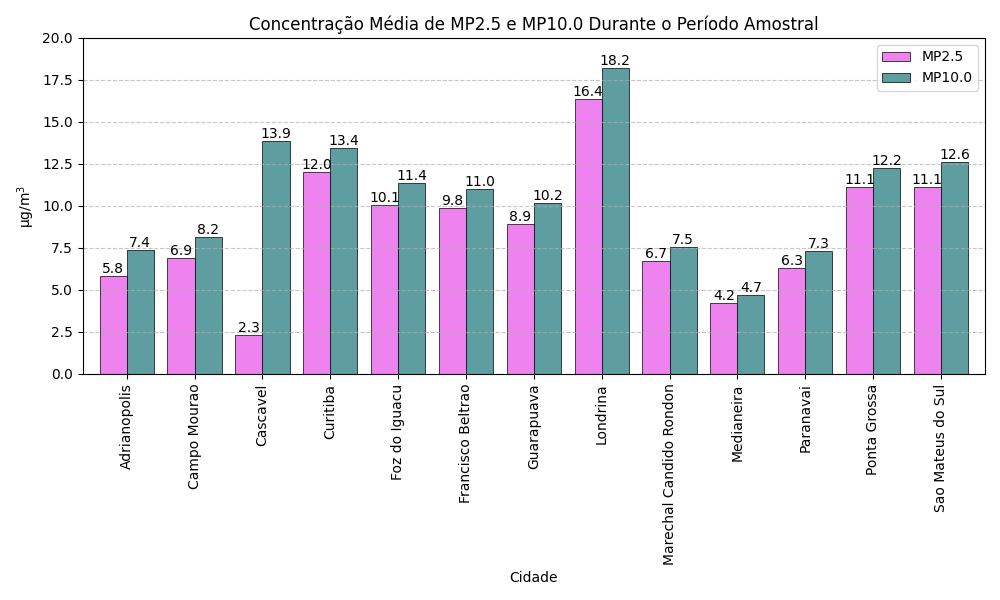 Concentração Média de MP2.5 e MP10.0 Durante o Período Amostral
MP2.5
MP10.0
µg/m³
20.0
17.5
15.0
12.5
10.0
7.5
5.0
2.5
0.0
5.8 7.4
6.9 8.2
2.3 13.9
12.0 13.4
10.1 11.4
9.8 11.0
8.9 10.2
16.4 18.2
6.7 7.5
4.2 4.7
6.3 7.3
11.1 12.2
11.1 12.6
Adrianopolis
Campo Mourao
Cascavel
Curitiba
Foz do Iguacu
Francisco Beltrao
Guarapuava
Londrina
Marechal Candido Rondon
Medianeira
Paranavai
Ponta Grossa
Sao Mateus do Sul
Cidade